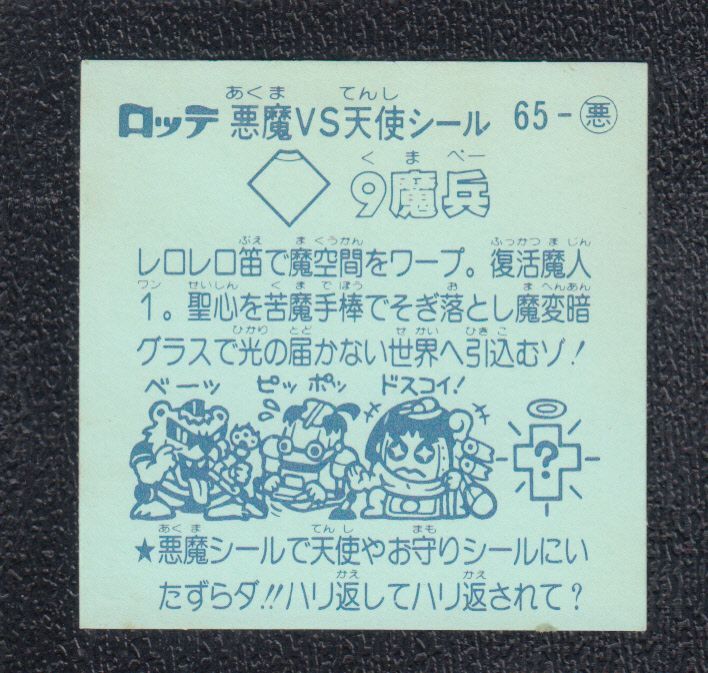 あくま てんし
ロッテ 悪魔VS天使シール 65-悪
くまべー
9魔兵
ぶえ まくうかん ふっかつまじん
レロレロ笛で魔空間をワープ。復活魔人
ワン せいしん くまでぼう お まへんあん
1。聖心を苦魔手棒でそぎ落とし魔変暗
ひかり とど せかい ひきこ
グラスで光の届かない世界へ引込むゾ!
ベーッ ピッポッ ドスコイ!
?
あくま てんし まも
★悪魔シールで天使やお守りシールにい
かえ かえ
たずらダ!!ハリ返してハリ返されて?